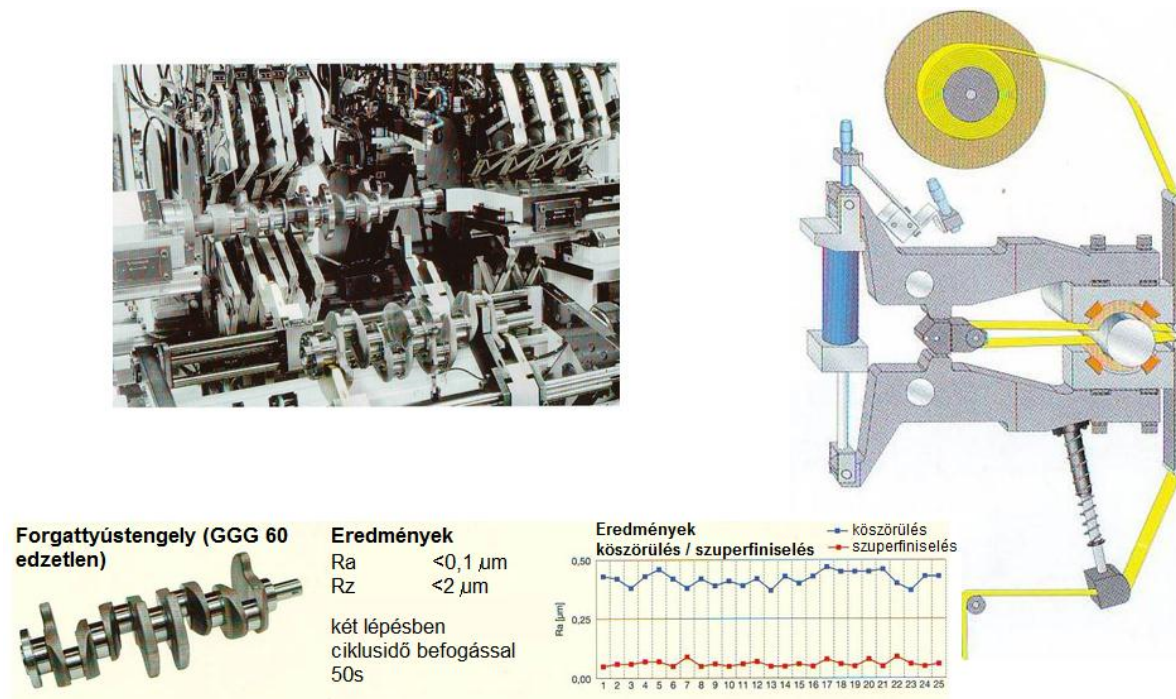 Forgattyústengely (GGG 60
edzetlen)
Eredmények
Ra <0,1 µm
Rz <2 µm
két lépésben
ciklusidő befogással
50s
Eredmények
köszörülés / szuperfiniselés
köszörülés
szuperfiniselés
Ra [µm]
0,50
0,25
0,00
1 2 3 4 5 6 7 8 9 10 11 12 13 14 15 16 17 18 19 20 21 22 23 24 25